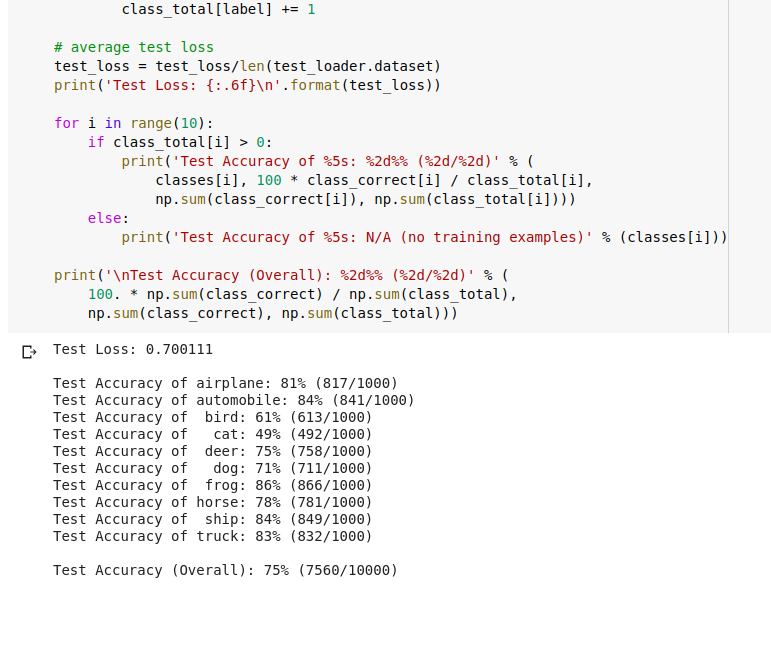 class_total[label] += 1
# average test loss
test_loss = test_loss/len(test_loader.dataset)
print('Test Loss: {:.6f}\n'.format(test_loss))
for i in range(10):
if class_total[i] > 0:
print('Test Accuracy of %5s: %2d%% (%2d/%2d)' % (
classes[i], 100 * class_correct[i] / class_total[i],
np.sum(class_correct[i]), np.sum(class_total[i])))
else:
print('Test Accuracy of %5s: N/A (no training examples)' % (classes[i]))
print('\nTest Accuracy (Overall): %2d%% (%2d/%2d)' % (
100. * np.sum(class_correct) / np.sum(class_total),
np.sum(class_correct), np.sum(class_total)))
Test Loss: 0.700111
Test Accuracy of airplane: 81% (817/1000)
Test Accuracy of automobile: 84% (841/1000)
Test Accuracy of  bird: 61% (613/1000)
Test Accuracy of   cat: 49% (492/1000)
Test Accuracy of  deer: 75% (758/1000)
Test Accuracy of   dog: 71% (711/1000)
Test Accuracy of  frog: 86% (866/1000)
Test Accuracy of horse: 78% (781/1000)
Test Accuracy of  ship: 84% (849/1000)
Test Accuracy of truck: 83% (832/1000)
Test Accuracy (Overall): 75% (7560/10000)